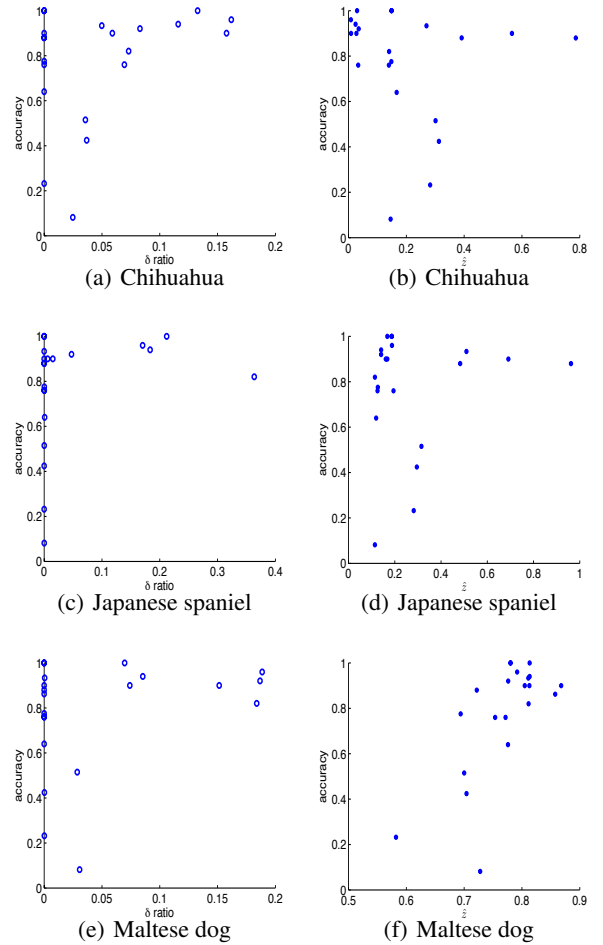 1
0.8
0.6
0.4
0.2
0
accuracy
0 0.05 0.1 0.15 0.2
δ ratio
(a) Chihuahua
1
0.8
0.6
0.4
0.2
0
accuracy
0 0.2 0.4 0.6 0.8
ẑ
(b) Chihuahua
1
0.8
0.6
0.4
0.2
0
accuracy
0 0.1 0.2 0.3 0.4
δ ratio
(c) Japanese spaniel
1
0.8
0.6
0.4
0.2
0
accuracy
0 0.2 0.4 0.6 0.8 1
ẑ
(d) Japanese spaniel
1
0.8
0.6
0.4
0.2
0
accuracy
0 0.05 0.1 0.15 0.2
δ ratio
(e) Maltese dog
1
0.8
0.6
0.4
0.2
0
accuracy
0.5 0.6 0.7 0.8 0.9
ẑ
(f) Maltese dog